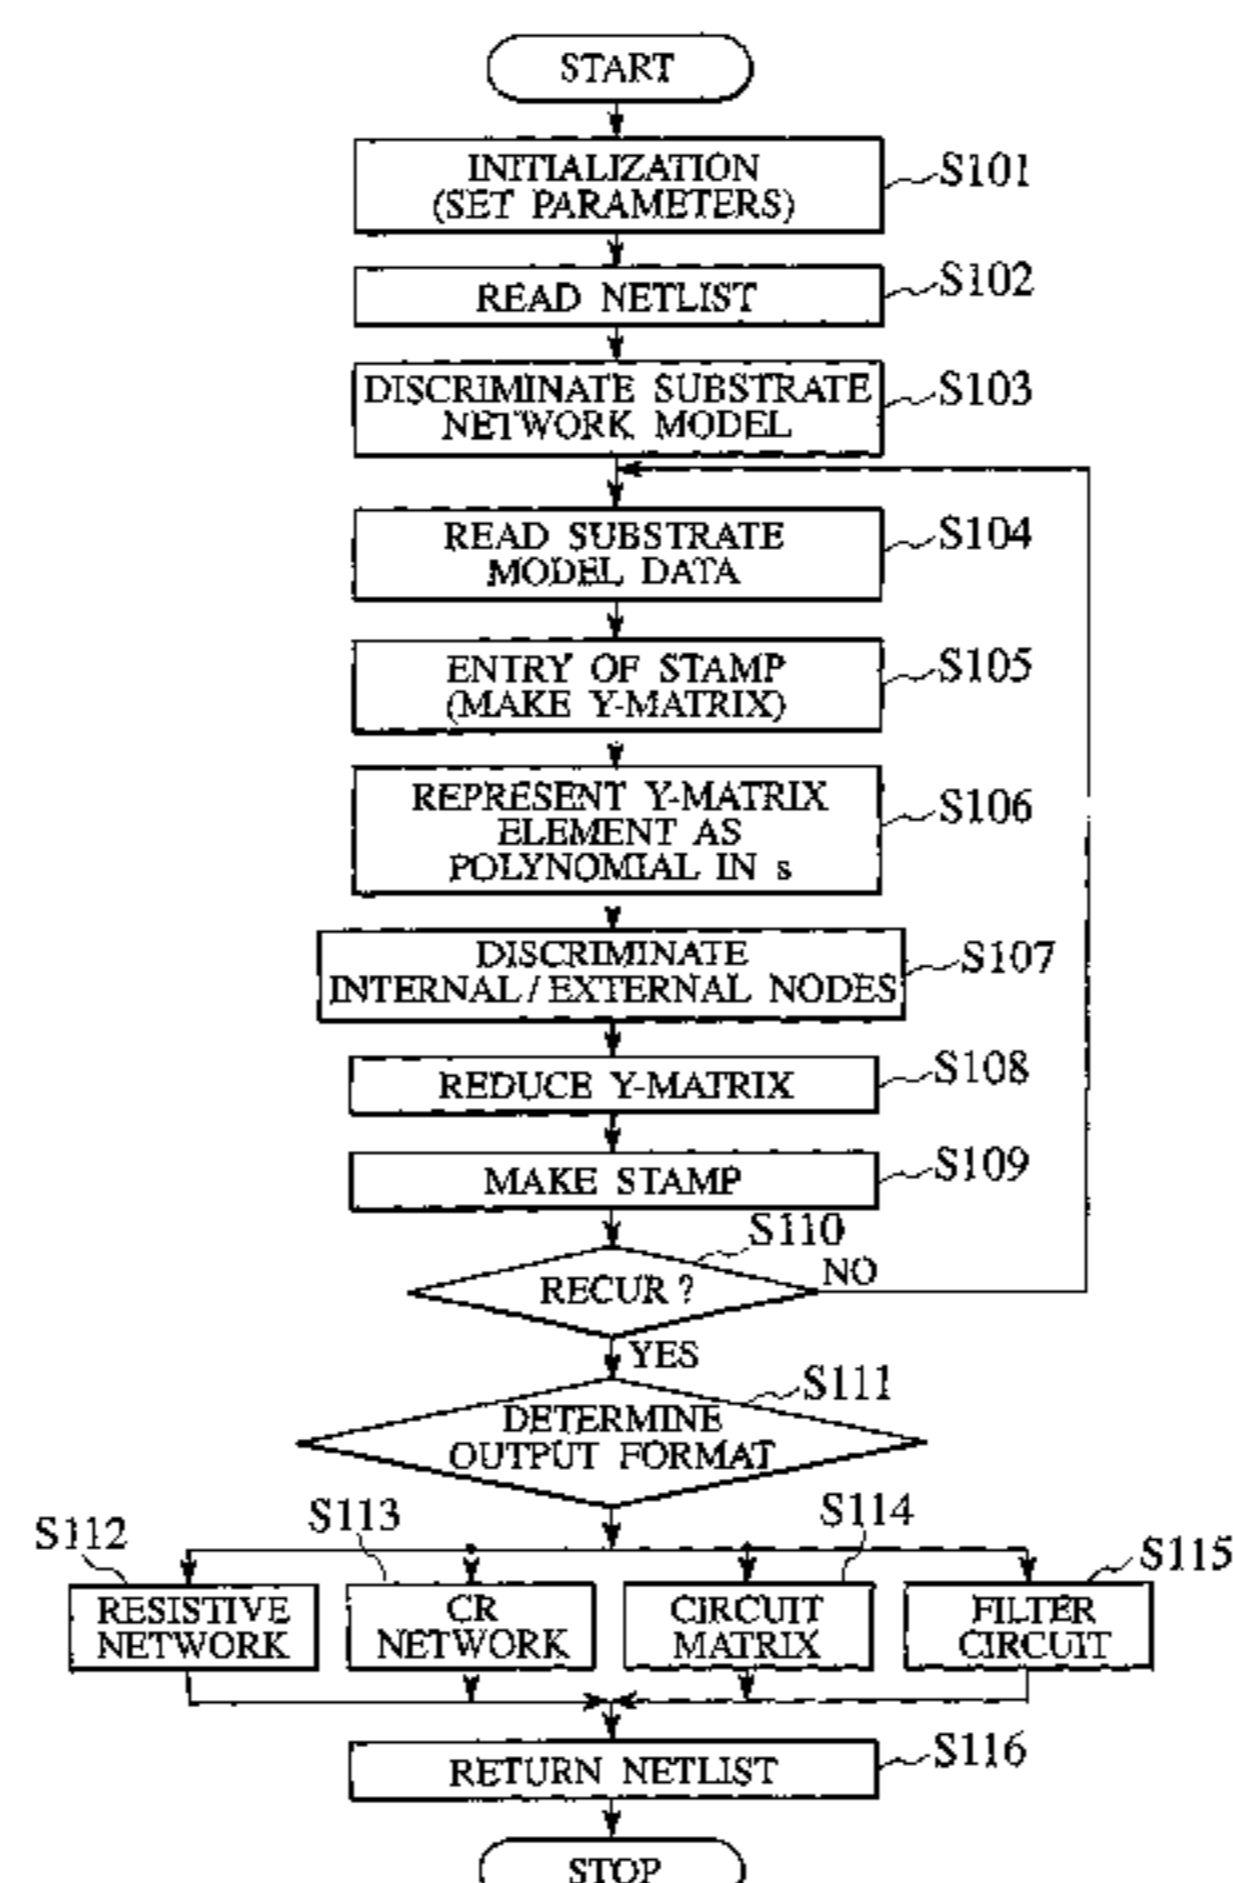 START
INITIALIZATION
(SET PARAMETERS)
S101
READ NETLIST
S102
DISCRIMINATE SUBSTRATE
NETWORK MODEL
S103
READ SUBSTRATE
MODEL DATA
S104
ENTRY OF STAMP
(MAKE Y-MATRIX)
S105
REPRESENT Y-MATRIX
ELEMENT AS
POLYNOMIAL IN s
S106
DISCRIMINATE
INTERNAL/EXTERNAL NODES
S107
REDUCE Y-MATRIX
S108
MAKE STAMP
S109
S110
RECUR?
NO
YES
S111
DETERMINE
OUTPUT FORMAT
S112
RESISTIVE
NETWORK
S113
CR
NETWORK
S114
CIRCUIT
MATRIX
S115
FILTER
CIRCUIT
RETURN NETLIST
S116
STOP